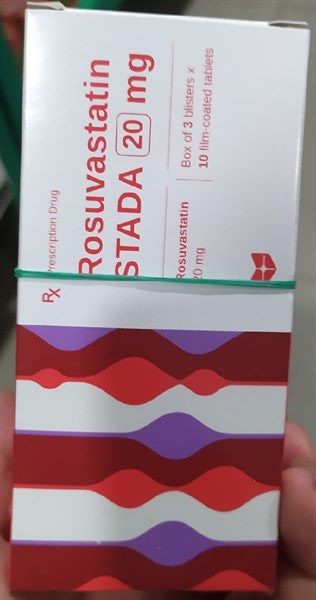 Rx Prescription Drug
Rosuvastatin
STADA 20 mg
Rosuvastatin
20 mg
Box of 3 blisters x
10 film-coated tablets